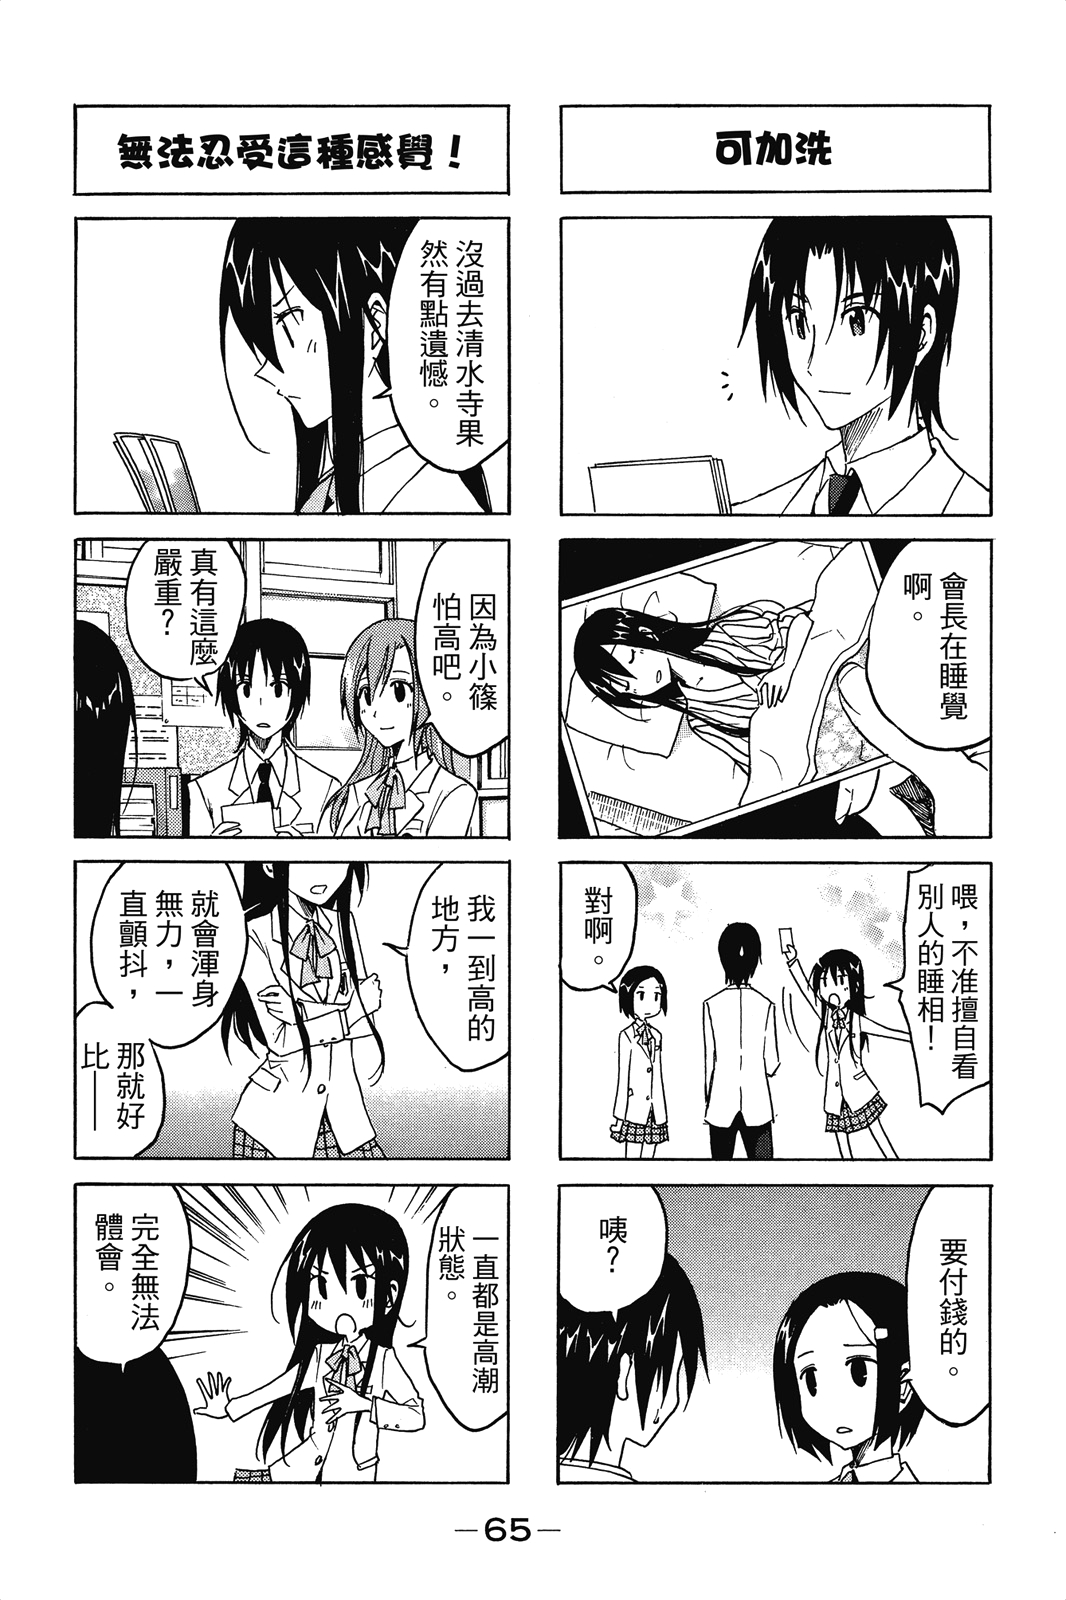 可加洗
會長在睡覺
啊。
喂，不准擅自看
別人的睡相！
對啊。
要付錢的。
咦？
無法忍受這種感覺！
沒過去清水寺果
然有點遺憾。
因為小篠
怕高吧。
真有這麼
嚴重？
我一到高的
地方，
就會渾身
無力，一
直顫抖，
那就好
比——
一直都是高潮
狀態。
完全無法
體會。
—65—